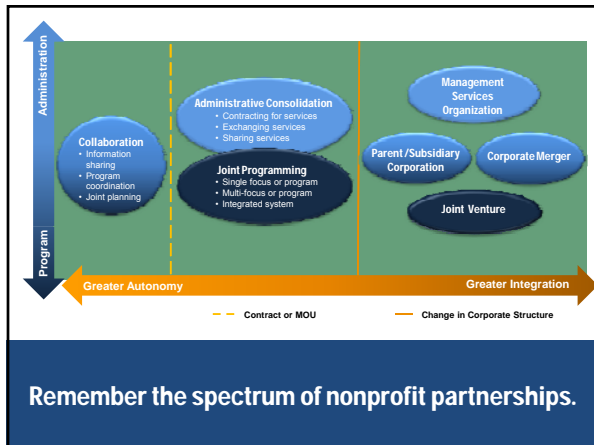 Administration
Program
Collaboration
• Information
sharing
• Program
coordination
• Joint planning
Administrative Consolidation
• Contracting for services
• Exchanging services
• Sharing services
Joint Programming
• Single focus or program
• Multi-focus or program
• Integrated system
Management
Services
Organization
Parent /Subsidiary
Corporation
Corporate Merger
Joint Venture
Greater Autonomy
Greater Integration
Contract or MOU
Change in Corporate Structure
Remember the spectrum of nonprofit partnerships.